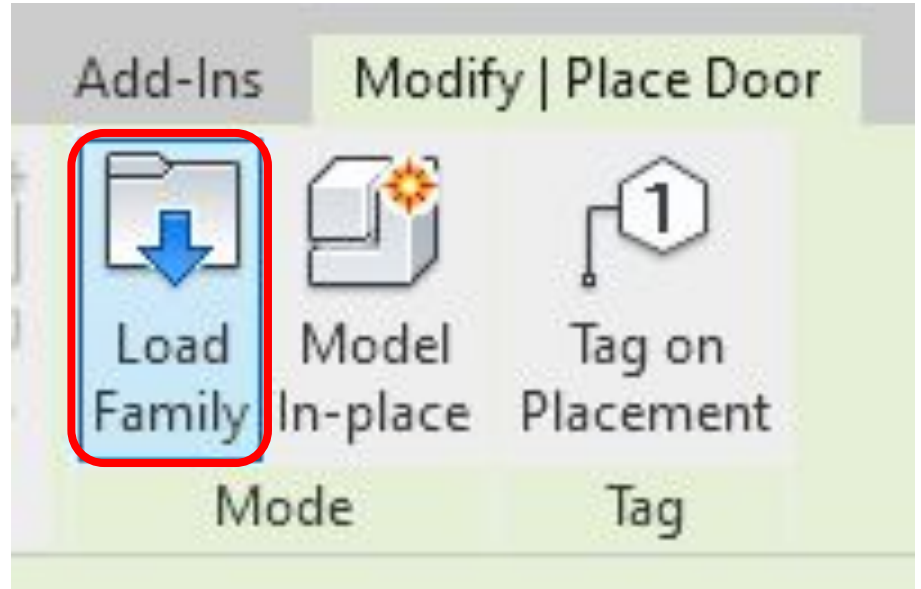 Add-Ins Modify | Place Door
1
Load Family Model In-place Tag on Placement
Mode Tag